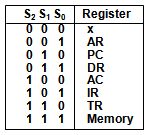 S2 S1 S0 Register
0 0 0 x
0 0 1 AR
0 1 0 PC
0 1 1 DR
1 0 0 AC
1 0 1 IR
1 1 0 TR
1 1 1 Memory